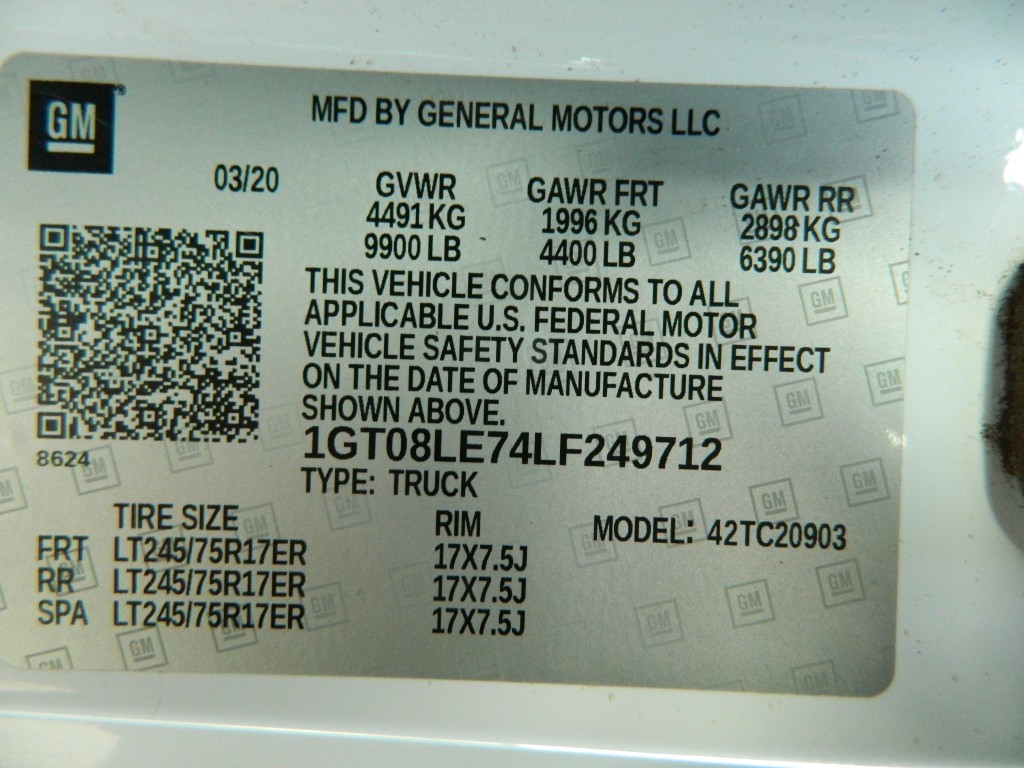 GM
MFD BY GENERAL MOTORS LLC
03/20
GVWR GAWR FRT GAWR RR
4491 KG 1996 KG 2898 KG
9900 LB 4400 LB 6390 LB
THIS VEHICLE CONFORMS TO ALL
APPLICABLE U.S. FEDERAL MOTOR
VEHICLE SAFETY STANDARDS IN EFFECT
ON THE DATE OF MANUFACTURE
SHOWN ABOVE.
8624
1GT08LE74LF249712
TYPE: TRUCK
TIRE SIZE RIM MODEL: 42TC20903
FRT LT245/75R17ER 17X7.5J
RR LT245/75R17ER 17X7.5J
SPA LT245/75R17ER 17X7.5J